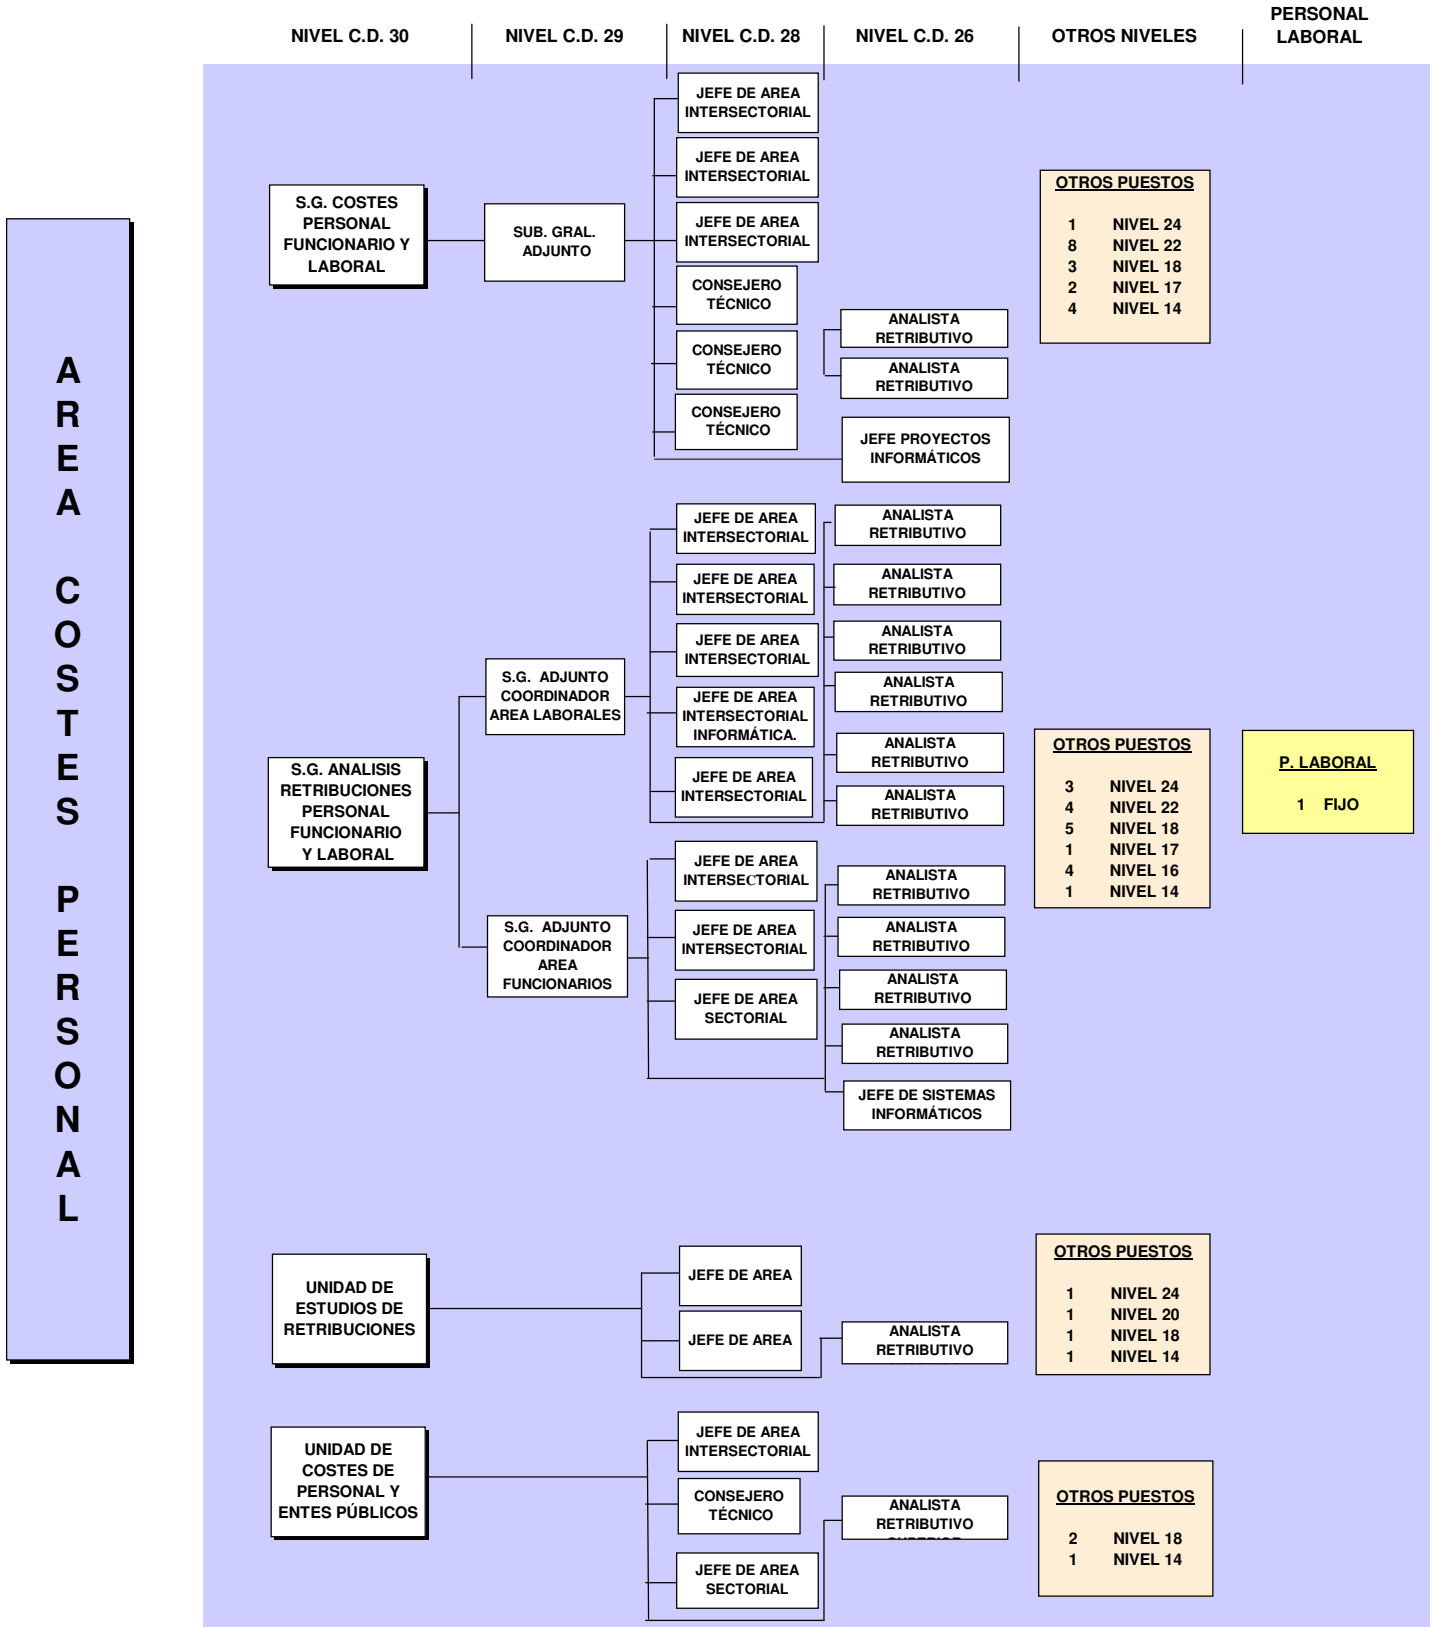 NIVEL C.D. 30
NIVEL C.D. 29
NIVEL C.D. 28
NIVEL C.D. 26
OTROS NIVELES
PERSONAL
LABORAL
AREA COSTES PERSONAL
S.G. COSTES
PERSONAL
FUNCIONARIO Y
LABORAL
SUB. GRAL.
ADJUNTO
JEFE DE AREA
INTERSECTORIAL
JEFE DE AREA
INTERSECTORIAL
JEFE DE AREA
INTERSECTORIAL
CONSEJERO
TÉCNICO
CONSEJERO
TÉCNICO
CONSEJERO
TÉCNICO
ANALISTA
RETRIBUTIVO
ANALISTA
RETRIBUTIVO
JEFE PROYECTOS
INFORMÁTICOS
OTROS PUESTOS
1 NIVEL 24
8 NIVEL 22
3 NIVEL 18
2 NIVEL 17
4 NIVEL 14
S.G. ANALISIS
RETRIBUCIONES
PERSONAL
FUNCIONARIO
Y LABORAL
S.G. ADJUNTO
COORDINADOR
AREA LABORALES
JEFE DE AREA
INTERSECTORIAL
JEFE DE AREA
INTERSECTORIAL
JEFE DE AREA
INTERSECTORIAL
JEFE DE AREA
INTERSECTORIAL
INFORMÁTICA.
JEFE DE AREA
INTERSECTORIAL
ANALISTA
RETRIBUTIVO
ANALISTA
RETRIBUTIVO
ANALISTA
RETRIBUTIVO
ANALISTA
RETRIBUTIVO
ANALISTA
RETRIBUTIVO
ANALISTA
RETRIBUTIVO
S.G. ADJUNTO
COORDINADOR
AREA
FUNCIONARIOS
JEFE DE AREA
INTERSECTORIAL
JEFE DE AREA
INTERSECTORIAL
JEFE DE AREA
SECTORIAL
ANALISTA
RETRIBUTIVO
ANALISTA
RETRIBUTIVO
ANALISTA
RETRIBUTIVO
ANALISTA
RETRIBUTIVO
JEFE DE SISTEMAS
INFORMÁTICOS
OTROS PUESTOS
3 NIVEL 24
4 NIVEL 22
5 NIVEL 18
1 NIVEL 17
4 NIVEL 16
1 NIVEL 14
P. LABORAL
1 FIJO
UNIDAD DE
ESTUDIOS DE
RETRIBUCIONES
JEFE DE AREA
JEFE DE AREA
ANALISTA
RETRIBUTIVO
OTROS PUESTOS
1 NIVEL 24
1 NIVEL 20
1 NIVEL 18
1 NIVEL 14
UNIDAD DE
COSTES DE
PERSONAL Y
ENTES PÚBLICOS
JEFE DE AREA
INTERSECTORIAL
CONSEJERO
TÉCNICO
JEFE DE AREA
SECTORIAL
ANALISTA
RETRIBUTIVO
OTROS PUESTOS
2 NIVEL 18
1 NIVEL 14